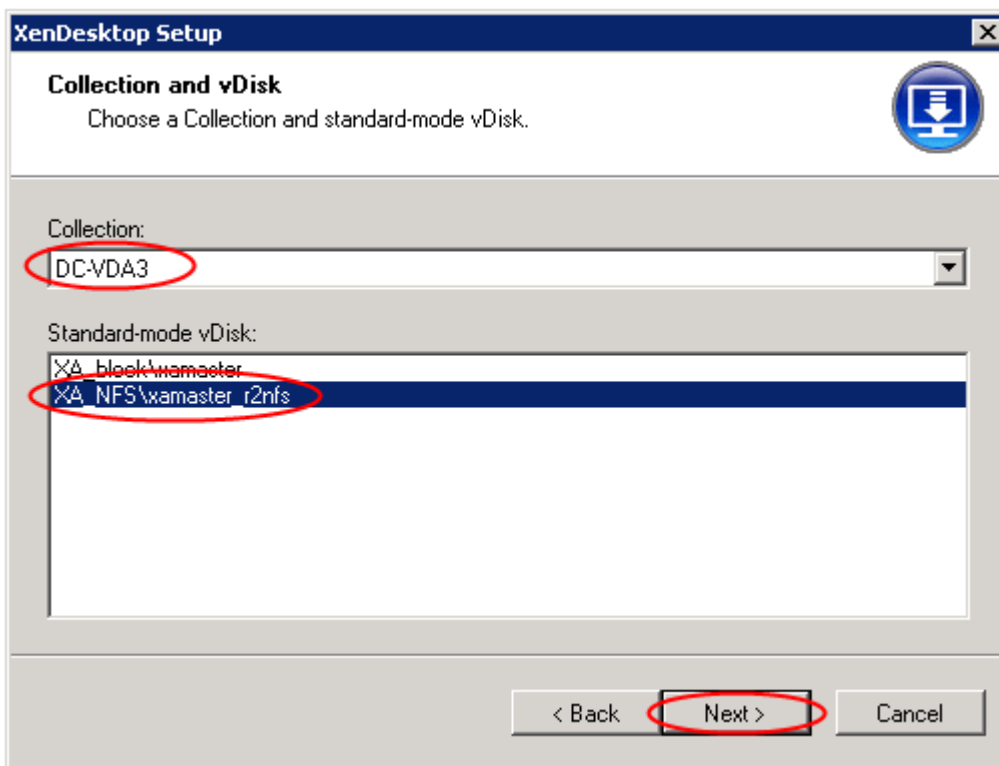 XenDesktop Setup
Collection and vDisk
Choose a Collection and standard-mode vDisk.
Collection:
DC-VDA3
Standard-mode vDisk:
XA_block\xamaster
XA_NFS\xamaster_r2nfs
< Back Next > Cancel